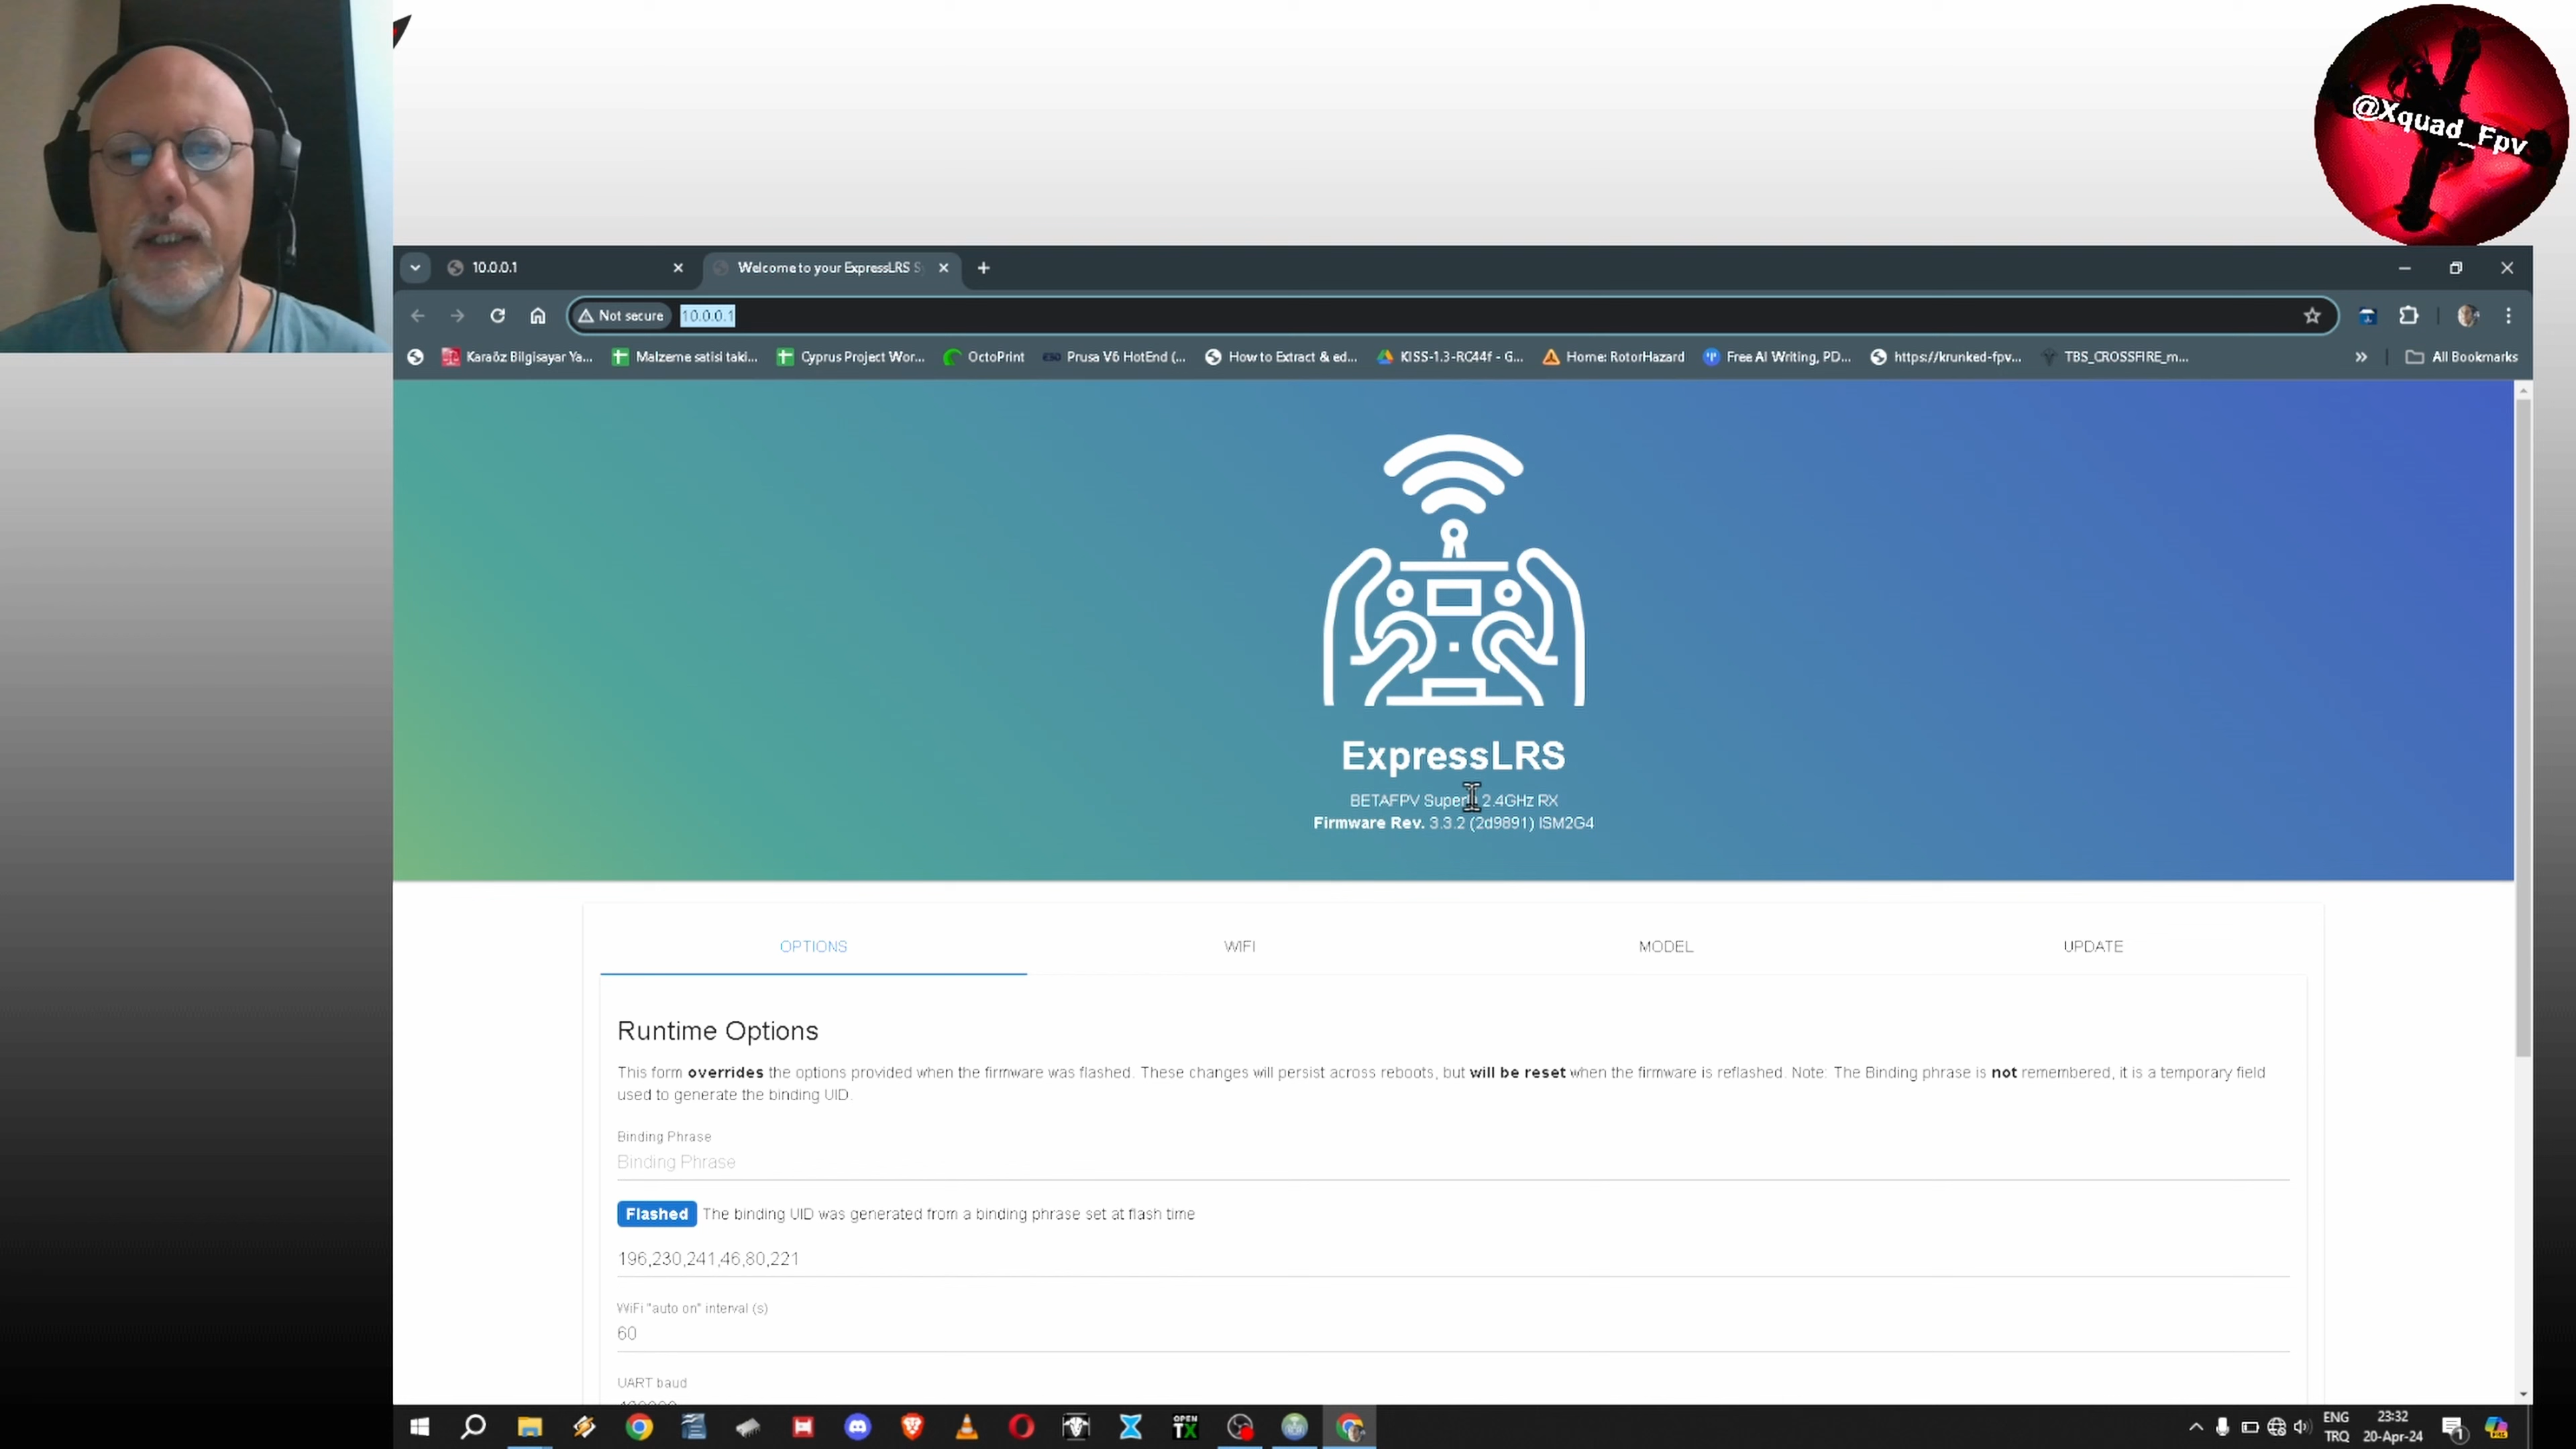 @Xquad_Fpv
10.0.0.1
Welcome to your ExpressLRS S
Not secure
10.0.0.1
Karaöz Bilgisayar Ya...
Malzeme satisi taki...
Cyprus Project Wor...
OctoPrint
Prusa V6 HotEnd (...
How to Extract & ed...
KISS-1.3-RC44f - G...
Home: RotorHazard
Free AI Writing, PD...
https://krunked-fpv...
TBS_CROSSFIRE_m...
All Bookmarks
ExpressLRS
BETAFPV Super 2.4GHz RX
Firmware Rev. 3.3.2 (2d9891) ISM2G4
OPTIONS
WIFI
MODEL
UPDATE
Runtime Options
This form overrides the options provided when the firmware was flashed. These changes will persist across reboots, but will be reset when the firmware is reflashed. Note: The Binding phrase is not remembered, it is a temporary field
used to generate the binding UID.
Binding Phrase
Binding Phrase
Flashed The binding UID was generated from a binding phrase set at flash time
196,230,241,46,80,221
WiFi "auto on" interval (s)
60
UART baud
OPEN
TX
ENG
TRQ
23:32
20-Apr-24
1